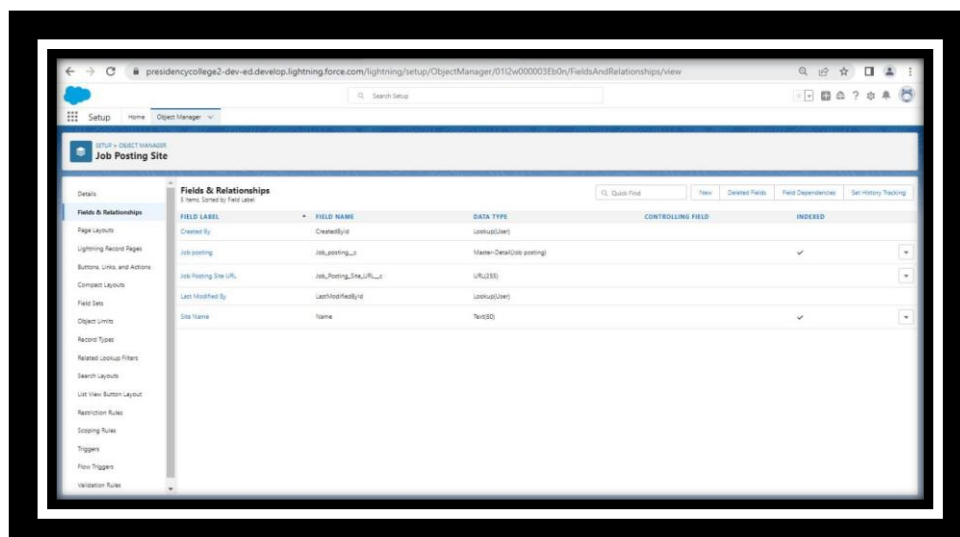 presidencycollege2-dev-ed.develop.lightning.force.com/lightning/setup/ObjectManager/01I2w000003Eb0n/FieldsAndRelationships/view
Search Setup
Setup Home Object Manager
SETUP > OBJECT MANAGER
Job Posting Site
Details
Fields & Relationships
Page Layouts
Lightning Record Pages
Buttons, Links, and Actions
Compact Layouts
Field Sets
Object Limits
Record Types
Related Lookup Filters
Search Layouts
List View Button Layout
Restriction Rules
Scoping Rules
Triggers
Flow Triggers
Validation Rules
Fields & Relationships
5 Items, Sorted by Field Label
Quick Find New Deleted Fields Field Dependencies Set History Tracking
FIELD LABEL FIELD NAME DATA TYPE CONTROLLING FIELD INDEXED
Created By CreatedById Lookup(User)
Job posting Job_posting__c Master-Detail(Job posting)
Job Posting Site URL Job_Posting_Site_URL__c URL(255)
Last Modified By LastModifiedById Lookup(User)
Site Name Name Text(80)